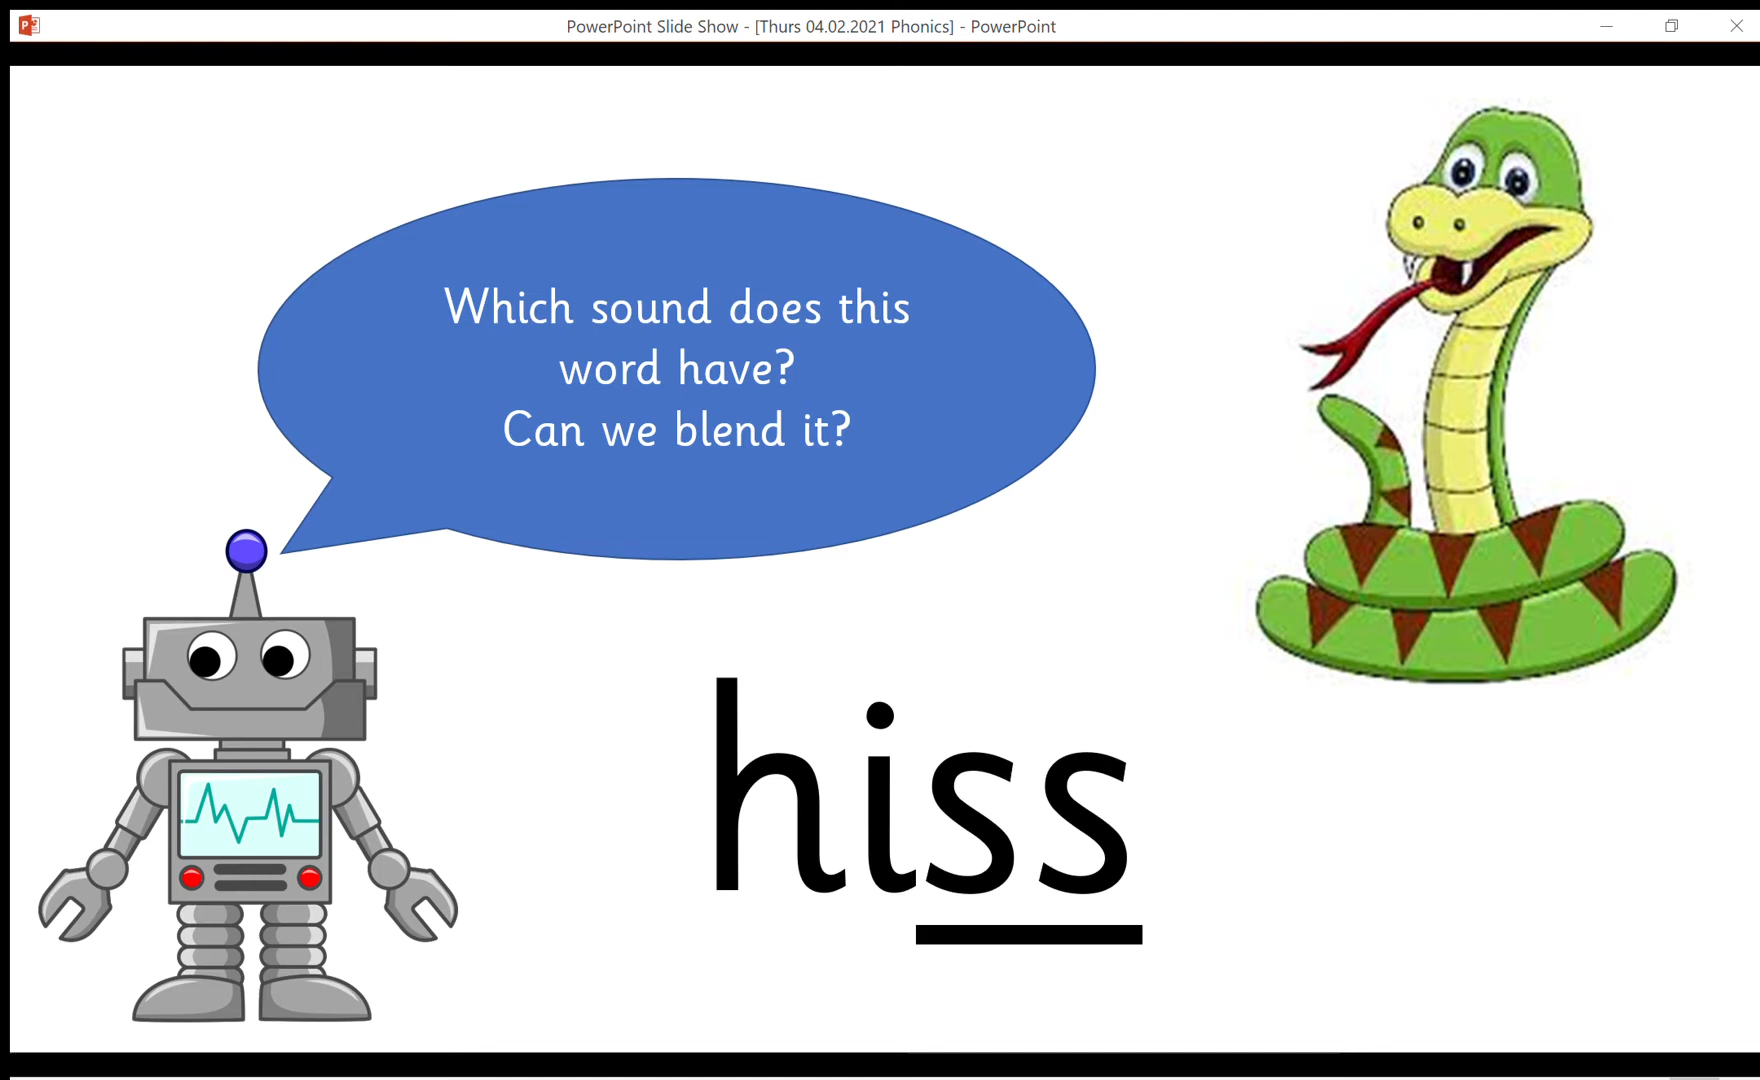 PowerPoint Slide Show - [Thurs 04.02.2021 Phonics] - PowerPoint
Which sound does this
word have?
Can we blend it?
hiss